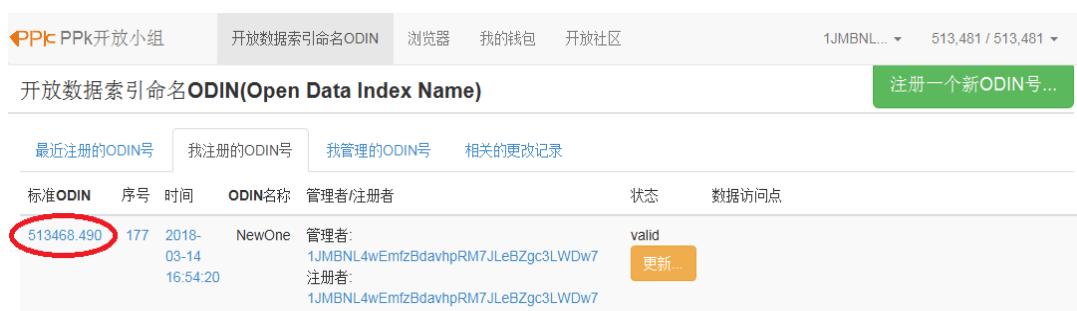 PPk PPk开放小组 开放数据索引命名ODIN 浏览器 我的钱包 开放社区 1JMBNL... 513,481 / 513,481
开放数据索引命名ODIN(Open Data Index Name) 注册一个新ODIN号...
最近注册的ODIN号 我注册的ODIN号 我管理的ODIN号 相关的更改记录
标准ODIN 序号 时间 ODIN名称 管理者/注册者 状态 数据访问点
513468.490 177 2018- NewOne 管理者: valid
03-14 1JMBNL4wEmfzBdavhpRM7JLeBZgc3LWDw7 更新...
16:54:20 注册者:
1JMBNL4wEmfzBdavhpRM7JLeBZgc3LWDw7